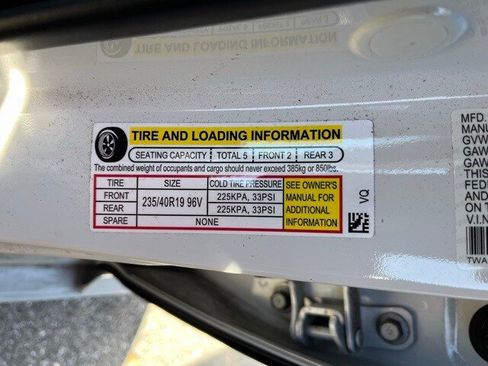 TIRE AND LOADING INFORMATION
SEATING CAPACITY TOTAL 5 FRONT 2 REAR 3
The combined weight of occupants and cargo should never exceed 385kg or 850lbs.
TIRE SIZE COLD TIRE PRESSURE SEE OWNER'S MANUAL FOR ADDITIONAL INFORMATION
FRONT 235/40R19 96V 225KPA, 33PSI
REAR 225KPA, 33PSI
SPARE NONE
VQ
MFD.
MANU
GVW
GAW
GAW
THIS
FED
AND
ON T
V.I.N
TWA